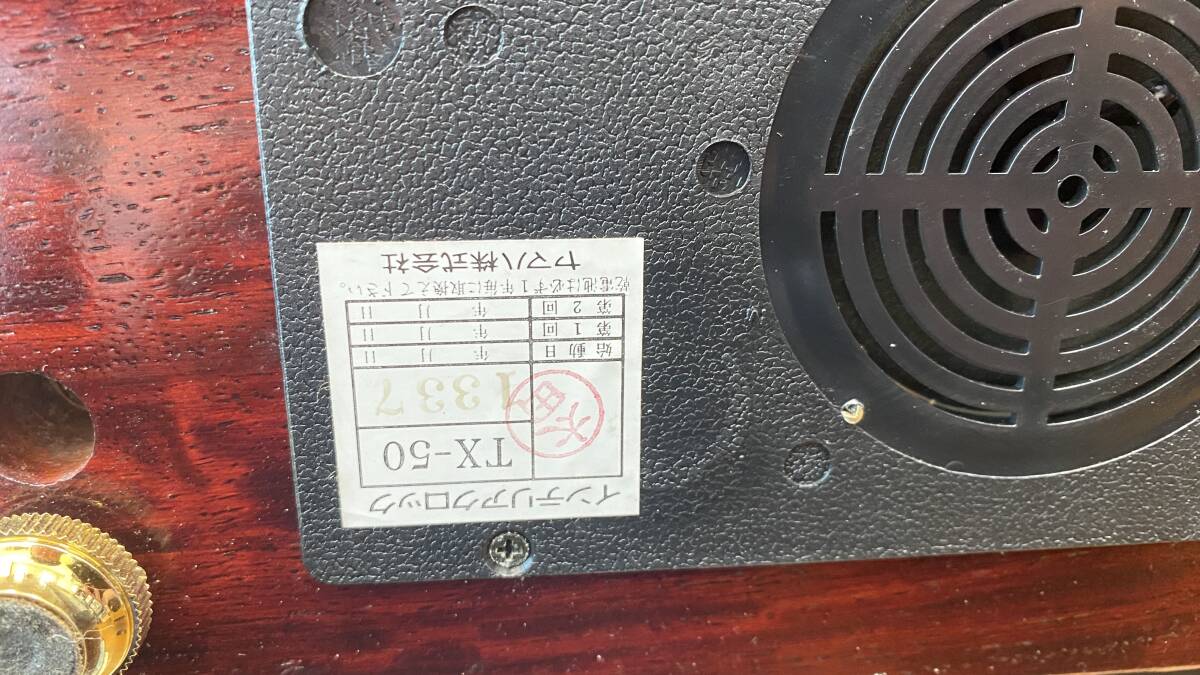 インテリアクロック
TX-50
1337
始動日 年 月 日
第1回 年 月 日
第2回 年 月 日
乾電池は必ず1年毎に取換えて下さい。
ヤマハ株式会社